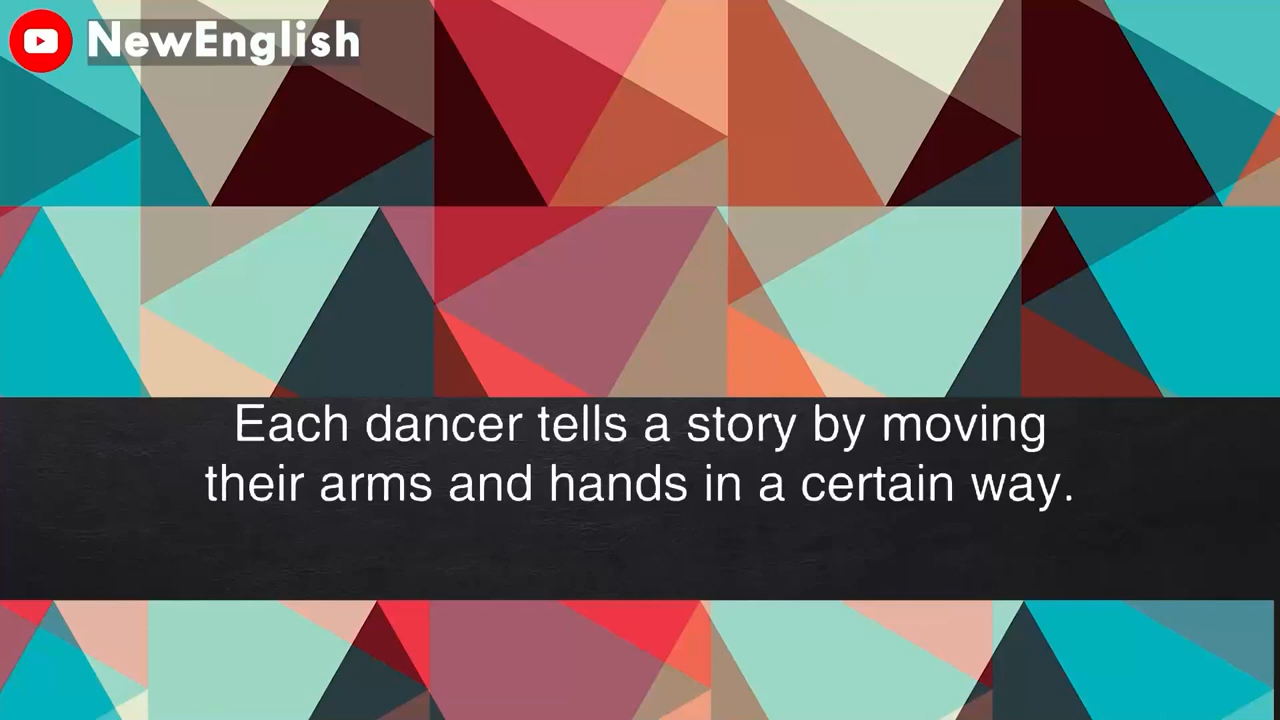 NewEnglish
Each dancer tells a story by moving
their arms and hands in a certain way.